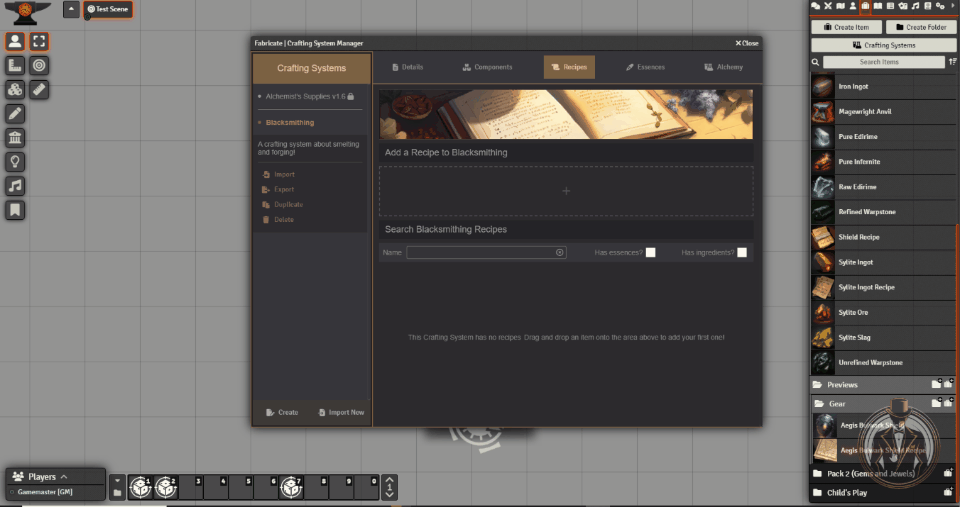 Test Scene
Fabricate | Crafting System Manager
Close
Crafting Systems
Details
Components
Recipes
Essences
Alchemy
Alchemist's Supplies v1.6
Blacksmithing
A crafting system about smelting
and forging!
Import
Export
Duplicate
Delete
Create
Import New
Add a Recipe to Blacksmithing
+
Search Blacksmithing Recipes
Name
Has essences?
Has ingredients?
This Crafting System has no recipes. Drag and drop an item onto the area above to add your first one!
Create Item
Create Folder
Crafting Systems
Search Items
Iron Ingot
Magewright Anvil
Pure Edirime
Pure Infernite
Raw Edirime
Refined Warpstone
Shield Recipe
Sylite Ingot
Sylite Ingot Recipe
Sylite Ore
Sylite Slag
Unrefined Warpstone
Previews
Gear
Aegis Bulwark Shield
Aegis Bulwark Shield Recipe
Pack 2 (Gems and Jewels)
Child's Play
Players
Gamemaster [GM]
1 2 3 4 5 6 7 8 9 0
1